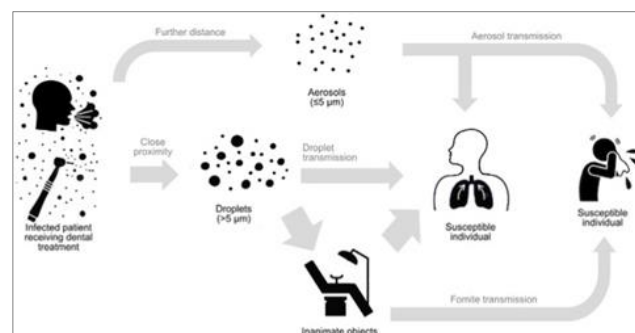 Further distance
Aerosol transmission
Aerosols
(≤5 μm)
Close
proximity
Droplet
transmission
Droplets
(>5 μm)
Infected patient
receiving dental
treatment
Susceptible
individual
Susceptible
individual
Inanimate objects
Fomite transmission